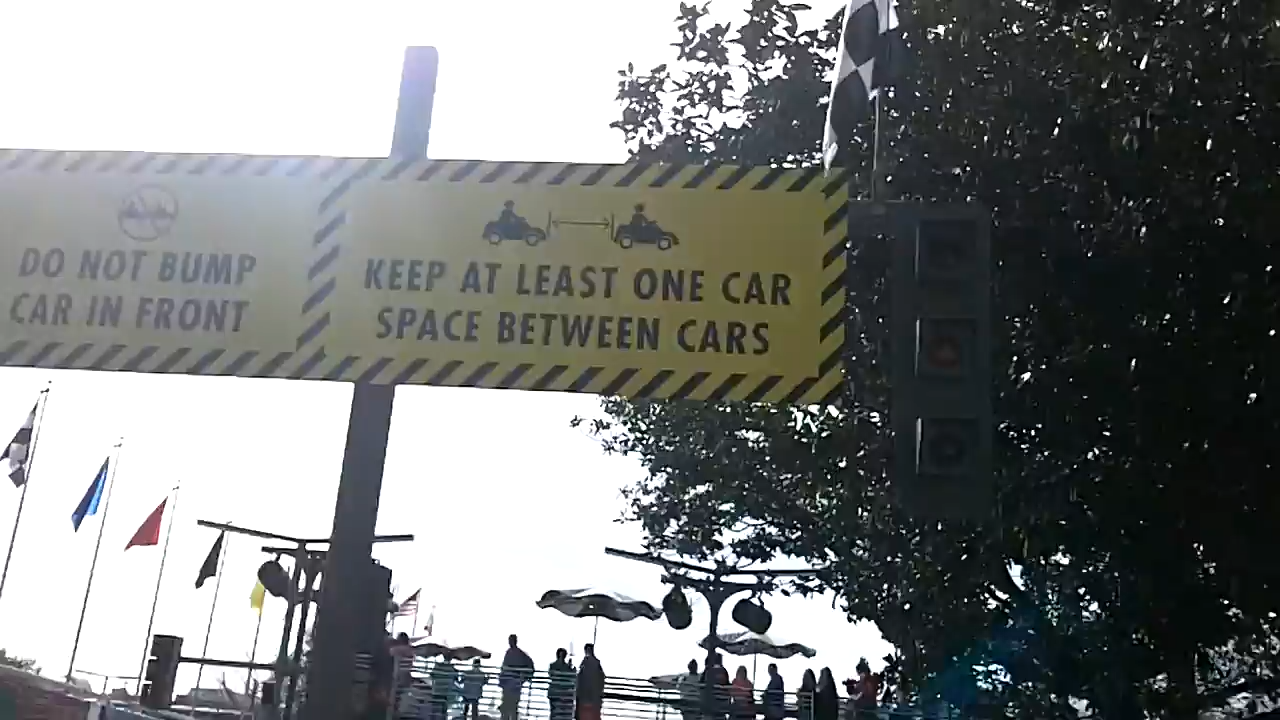 DO NOT BUMP
CAR IN FRONT
KEEP AT LEAST ONE CAR
SPACE BETWEEN CARS